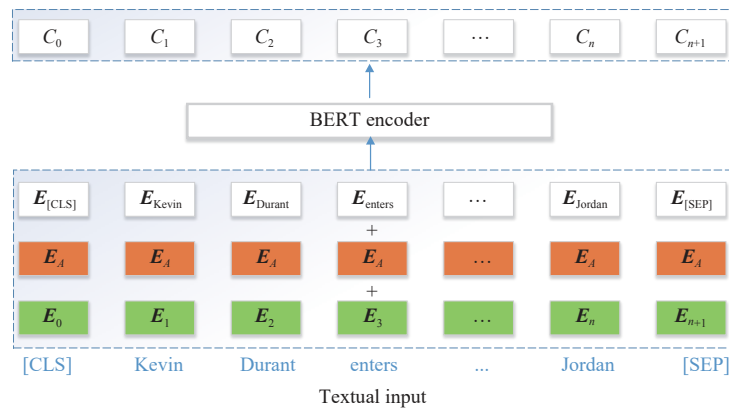 C0 C1 C2 C3 … Cn Cn+1
BERT encoder
E[CLS] EKevin EDurant Eenters … EJordan E[SEP]
+
EA EA EA EA … EA EA
+
E0 E1 E2 E3 … En En+1
[CLS] Kevin Durant enters ... Jordan [SEP]
Textual input